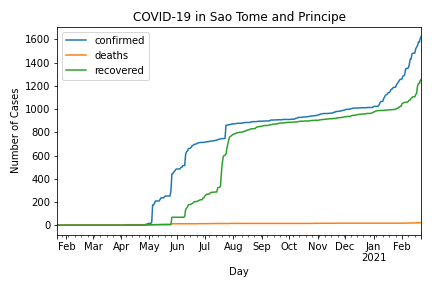 COVID-19 in Sao Tome and Principe
confirmed
deaths
recovered
Number of Cases
1600
1400
1200
1000
800
600
400
200
0
Feb Mar Apr May Jun Jul Aug Sep Oct Nov Dec Jan Feb
2021
Day